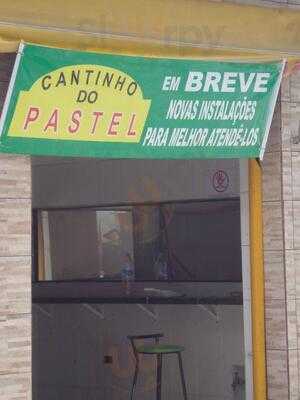 CANTINHO
DO
PASTEL
EM BREVE
NOVAS INSTALAÇÕES
PARA MELHOR ATENDÊ-LOS